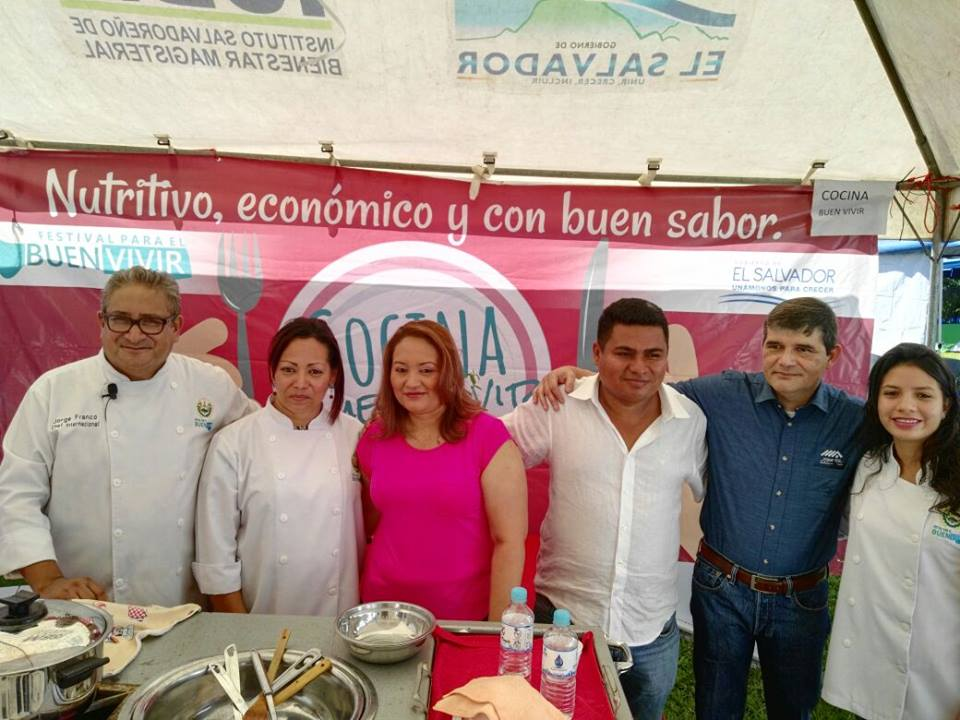 INSTITUTO SALVADOREÑO DE
BIENESTAR MAGISTERIAL
GOBIERNO DE
EL SALVADOR
UNIR, CRECER, INCLUIR
Nutritivo, económico y con buen sabor.
COCINA
BUEN VIVIR
FESTIVAL PARA EL
BUEN VIVIR
EL SALVADOR
UNÁMONOS PARA CRECER
COCINA
Jorge Franco
Chef Internacional